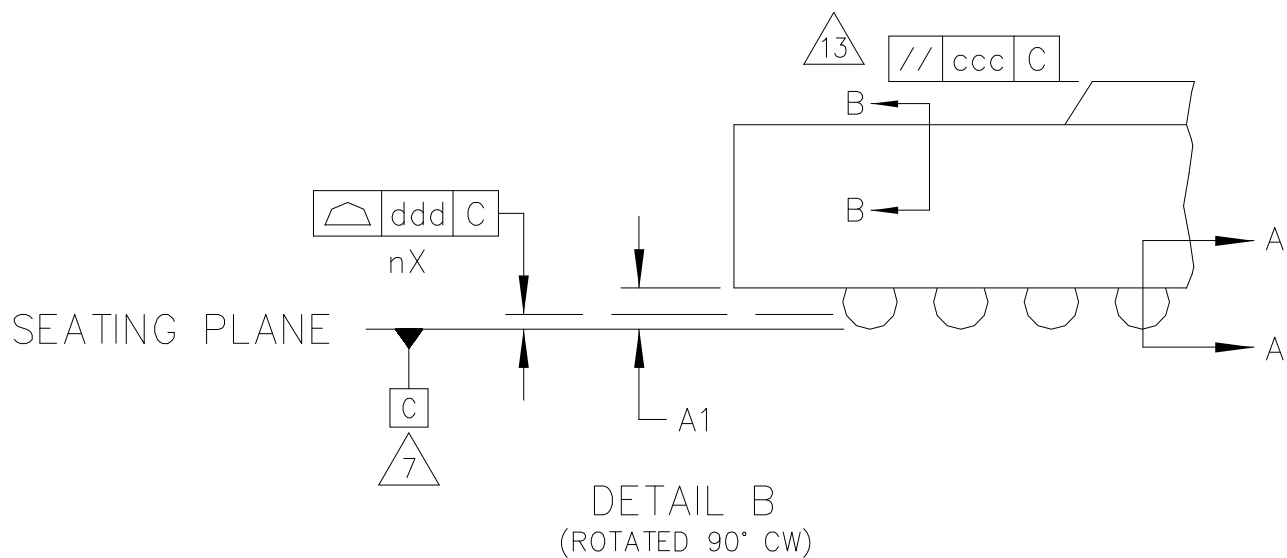 13
// ccc C
B
B
ddd C
nX
A
SEATING PLANE
A
C
A1
7
DETAIL B
(ROTATED 90° CW)